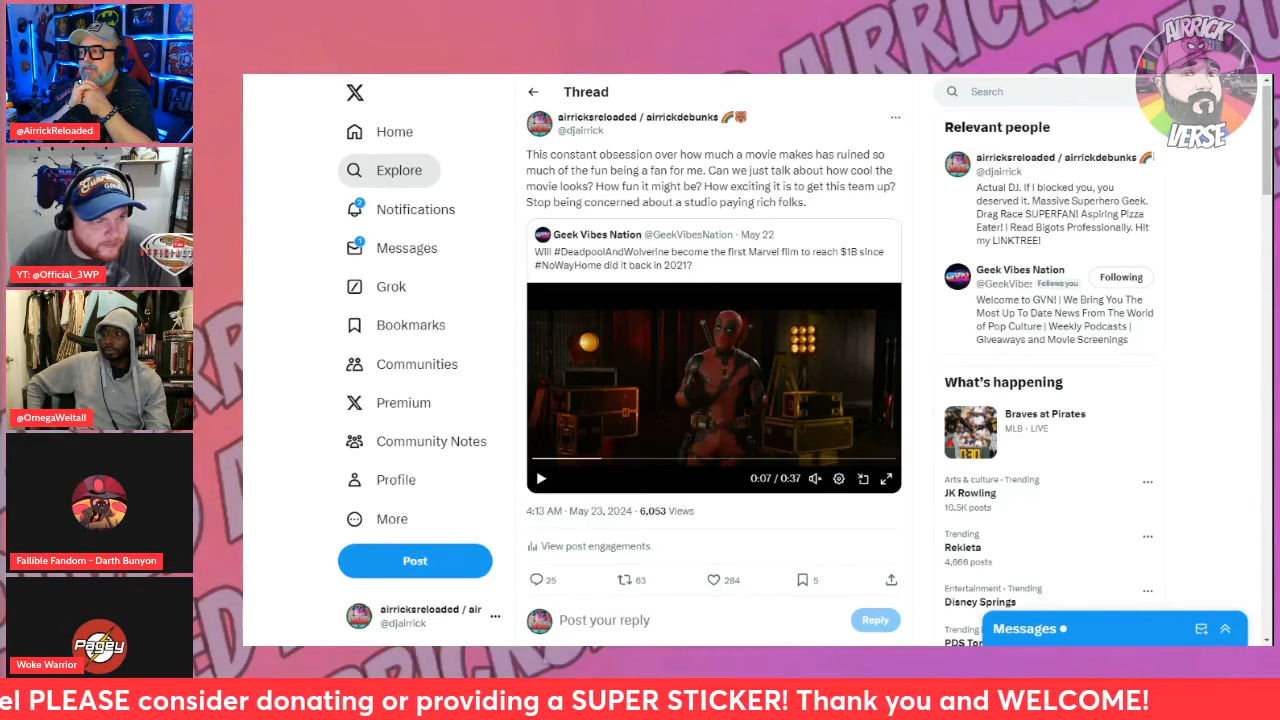 @AirrickReloaded
YT: @Official_3WP
@OmegaWeltall
Fallible Fandom - Darth Bunyon
Pagey
Woke Warrior
AIRRICK
VERSE
X
Home
Explore
2
Notifications
1
Messages
Grok
Bookmarks
Communities
Premium
Community Notes
Profile
More
Post
airricksreloaded / air
@djairrick
Thread
airricksreloaded / airrickdebunks 🌈🐻
@djairrick
This constant obsession over how much a movie makes has ruined so
much of the fun being a fan for me. Can we just talk about how cool the
movie looks? How fun it might be? How exciting it is to get this team up?
Stop being concerned about a studio paying rich folks.
Geek Vibes Nation @GeekVibesNation · May 22
Will #DeadpoolAndWolverine become the first Marvel film to reach $1B since
#NoWayHome did it back in 2021?
0:07 / 0:37
4:13 AM · May 23, 2024 · 6,053 Views
View post engagements
25 63 284 5
Post your reply
Reply
Search
Relevant people
airricksreloaded / airrickdebunks 🌈
@djairrick
Actual DJ. If I blocked you, you
deserved it. Massive Superhero Geek.
Drag Race SUPERFAN! Aspiring Pizza
Eater! I Read Bigots Professionally. Hit
my LINKTREE!
Geek Vibes Nation
@GeekVibes Follows you
Following
Welcome to GVN! | We Bring You The
Most Up To Date News From The World
of Pop Culture | Weekly Podcasts |
Giveaways and Movie Screenings
What's happening
Braves at Pirates
MLB · LIVE
Arts & culture · Trending
JK Rowling
10.5K posts
Trending
Rekieta
4,666 posts
Entertainment · Trending
Disney Springs
Trending
PDS
Messages
el PLEASE consider donating or providing a SUPER STICKER! Thank you and WELCOME!